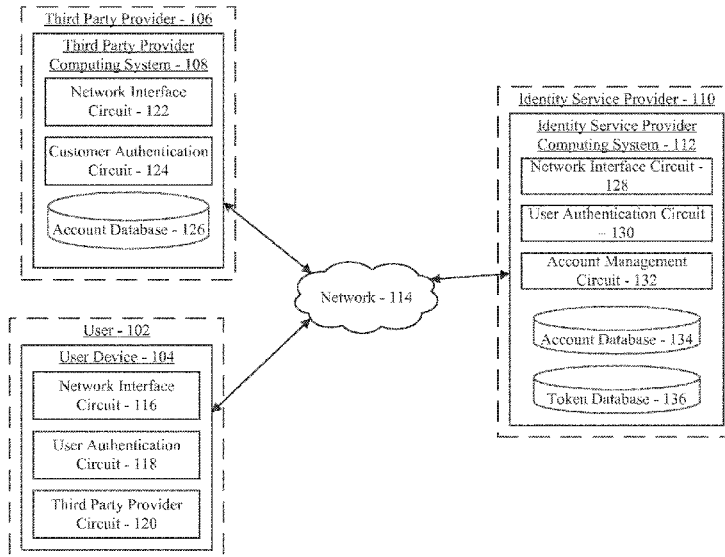 Third Party Provider - 106
Third Party Provider
Computing System - 108
Network Interface
Circuit - 122
Customer Authentication
Circuit - 124
Account Database - 126
User - 102
User Device - 104
Network Interface
Circuit - 116
User Authentication
Circuit - 118
Third Party Provider
Circuit - 120
Network - 114
Identity Service Provider - 110
Identity Service Provider
Computing System - 112
Network Interface Circuit -
128
User Authentication Circuit
- 130
Account Management
Circuit - 132
Account Database - 134
Token Database - 136